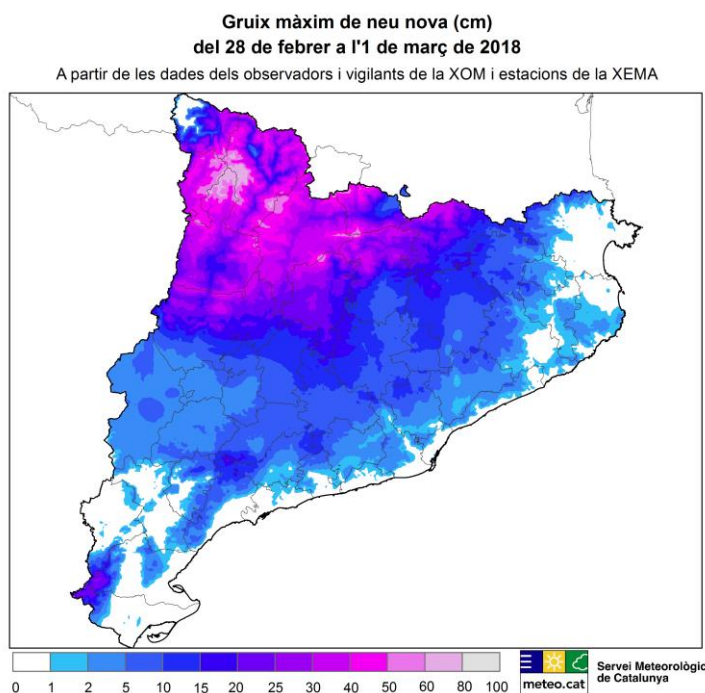 Gruix màxim de neu nova (cm)
del 28 de febrer a l'1 de març de 2018
A partir de les dades dels observadors i vigilants de la XOM i estacions de la XEMA
0 1 2 5 10 15 20 25 30 40 50 60 80 100
meteo.cat
Servei Meteorològic
de Catalunya